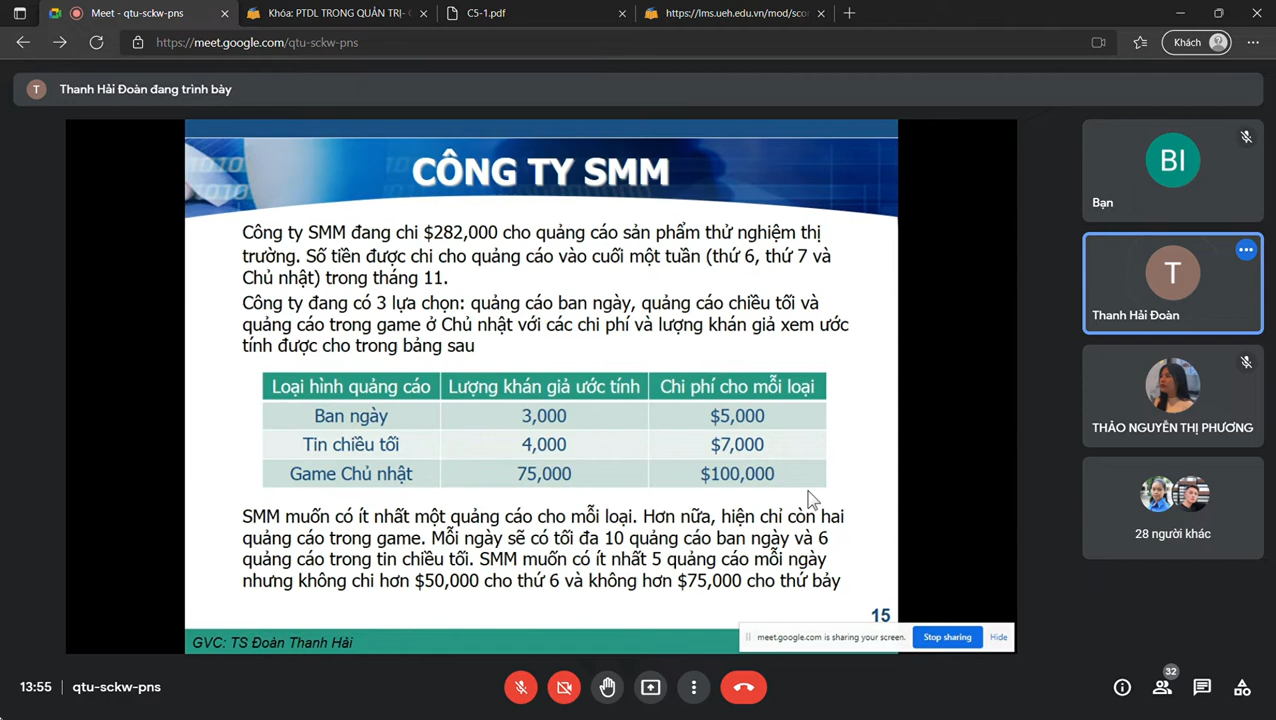 Meet - qtu-sckw-pns
Khóa: PTDL TRONG QUẢN TRỊ-
C5-1.pdf
https://lms.ueh.edu.vn/mod/sco
https://meet.google.com/qtu-sckw-pns
Khách
T
Thanh Hải Đoàn đang trình bày
CÔNG TY SMM
Công ty SMM đang chi $282,000 cho quảng cáo sản phẩm thử nghiệm thị
trường. Số tiền được chi cho quảng cáo vào cuối một tuần (thứ 6, thứ 7 và
Chủ nhật) trong tháng 11.
Công ty đang có 3 lựa chọn: quảng cáo ban ngày, quảng cáo chiều tối và
quảng cáo trong game ở Chủ nhật với các chi phí và lượng khán giả xem ước
tính được cho trong bảng sau
Loại hình quảng cáo Lượng khán giả ước tính Chi phí cho mỗi loại
Ban ngày 3,000 $5,000
Tin chiều tối 4,000 $7,000
Game Chủ nhật 75,000 $100,000
SMM muốn có ít nhất một quảng cáo cho mỗi loại. Hơn nữa, hiện chỉ còn hai
quảng cáo trong game. Mỗi ngày sẽ có tối đa 10 quảng cáo ban ngày và 6
quảng cáo trong tin chiều tối. SMM muốn có ít nhất 5 quảng cáo mỗi ngày
nhưng không chi hơn $50,000 cho thứ 6 và không hơn $75,000 cho thứ bảy
15
GVC: TS Đoàn Thanh Hải
meet.google.com is sharing your screen.
Stop sharing
Hide
BI
Bạn
T
Thanh Hải Đoàn
THẢO NGUYỄN THỊ PHƯƠNG
28 người khác
13:55
qtu-sckw-pns
32